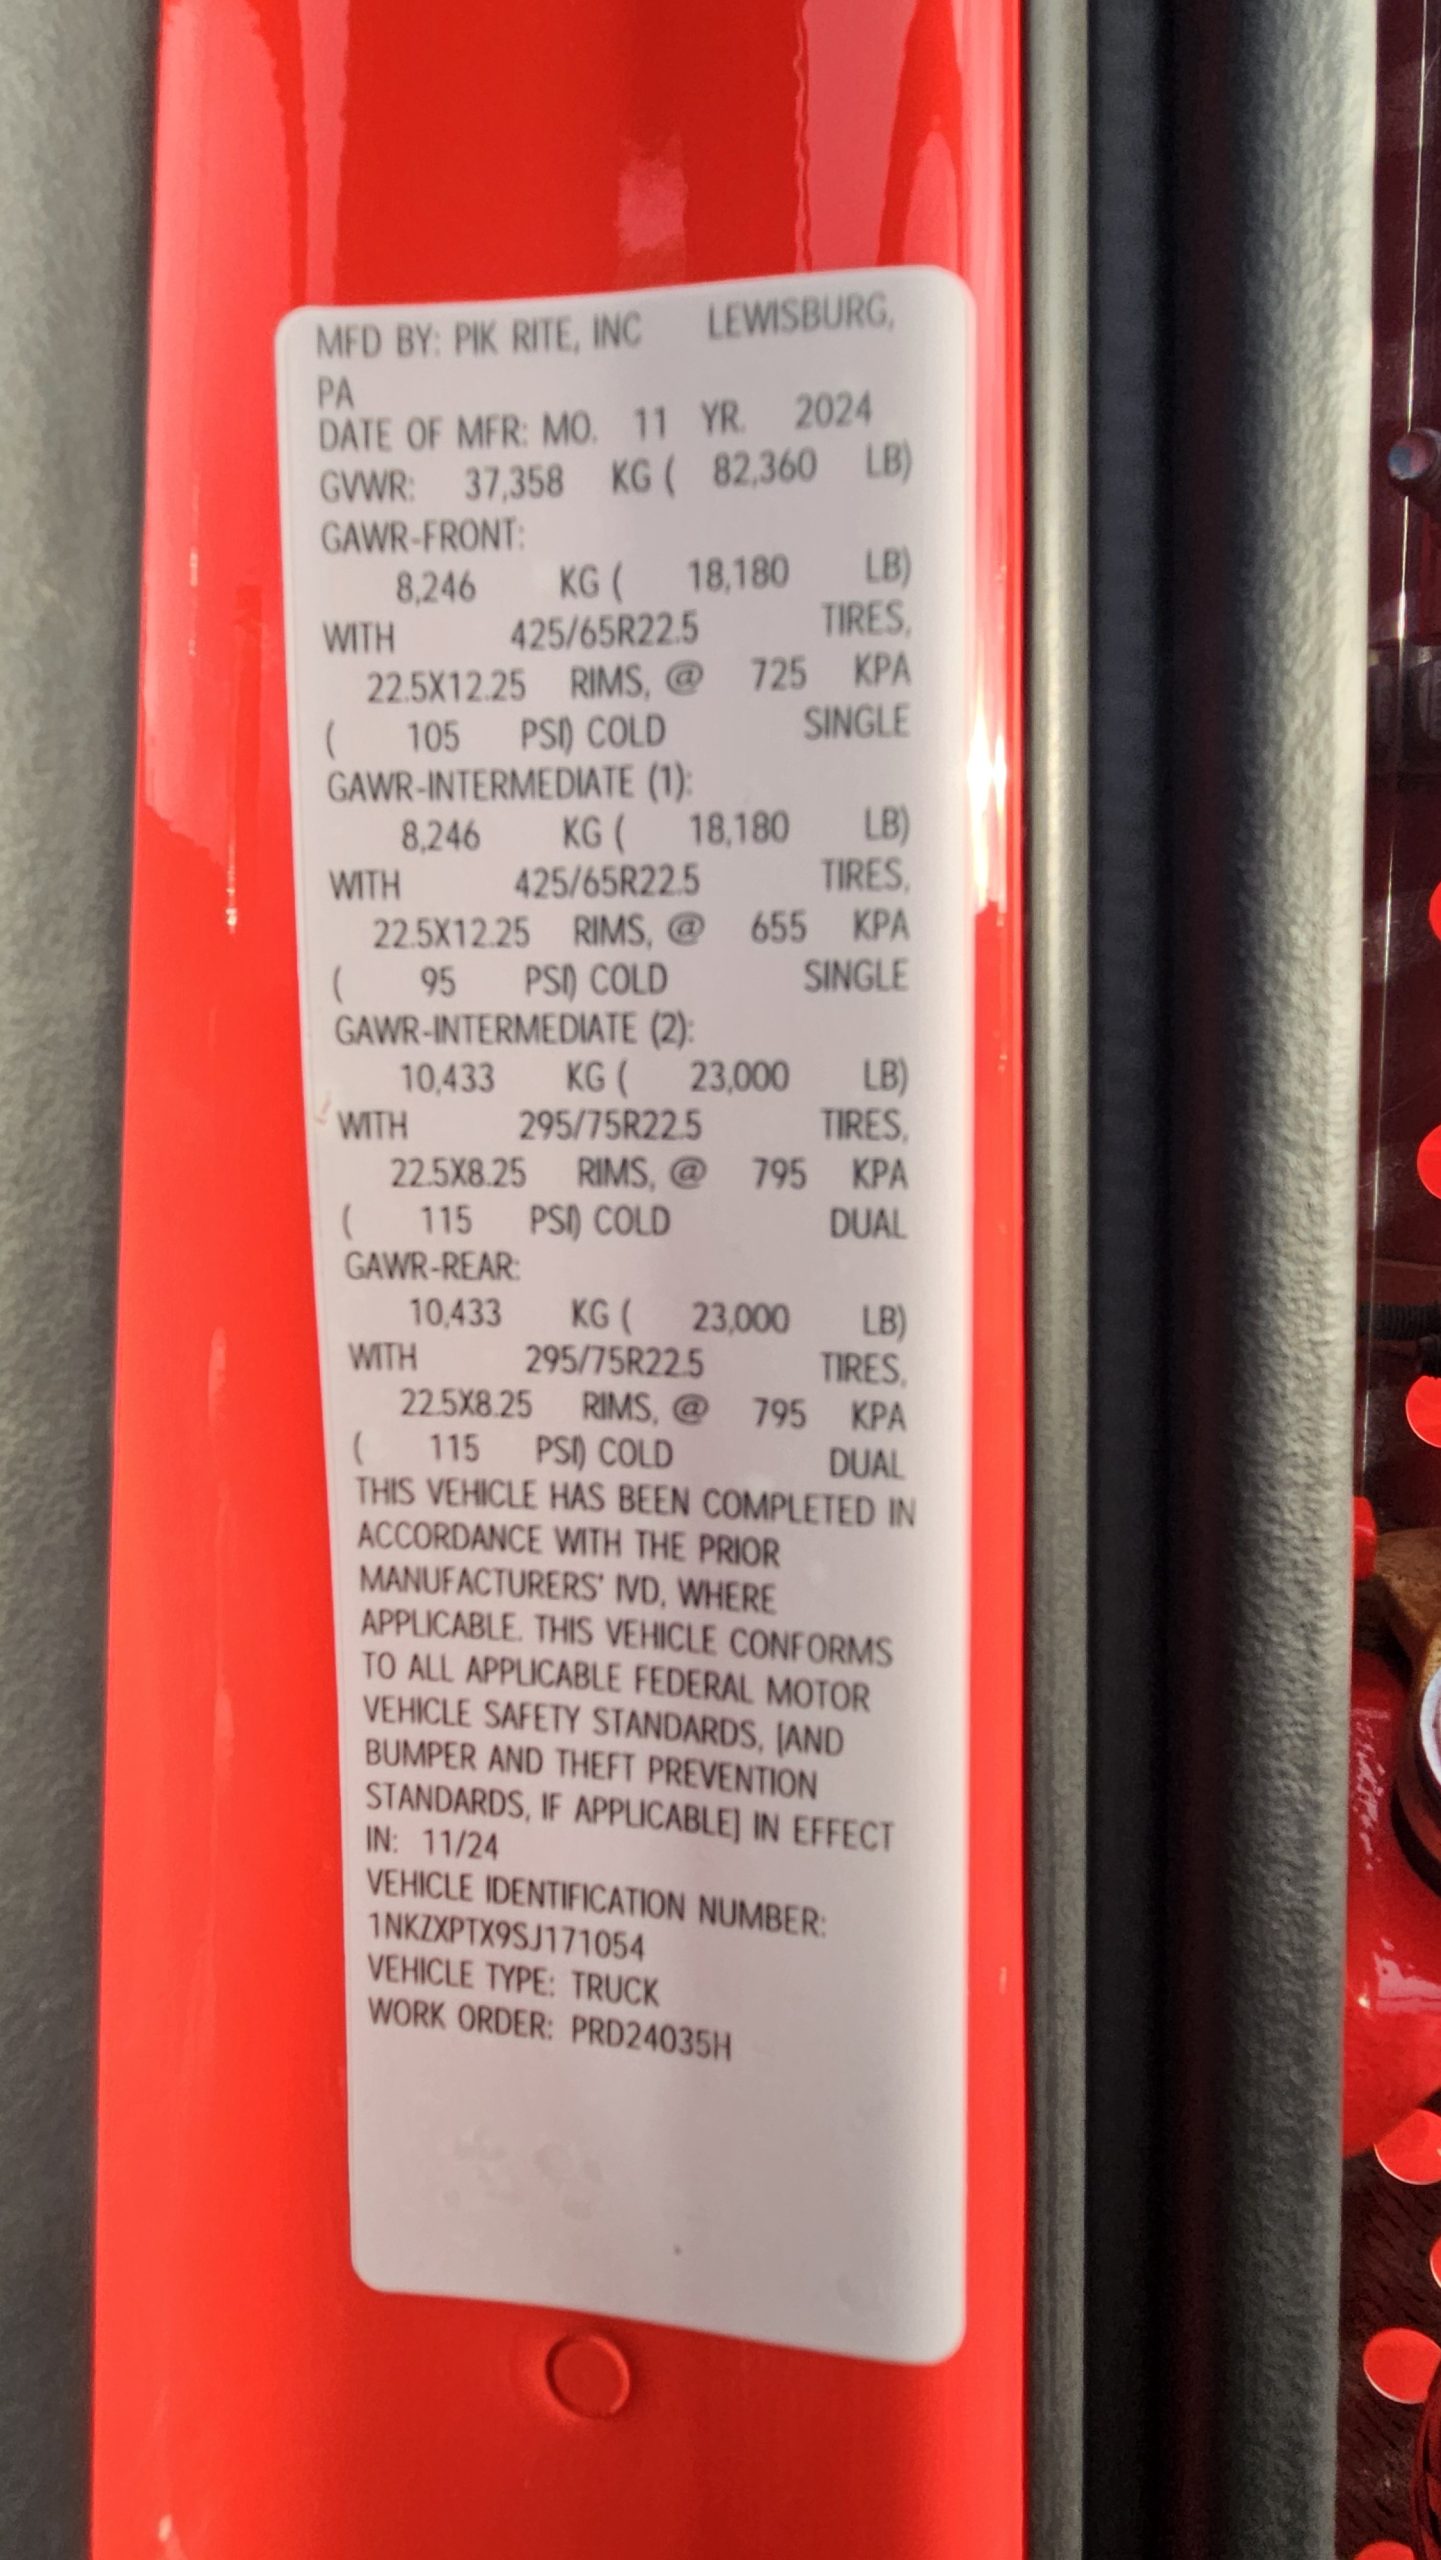 MFD BY: PIK RITE, INC LEWISBURG,
PA
DATE OF MFR: MO. 11 YR. 2024
GVWR: 37,358 KG ( 82,360 LB)
GAWR-FRONT:
8,246 KG ( 18,180 LB)
WITH 425/65R22.5 TIRES,
22.5X12.25 RIMS, @ 725 KPA
( 105 PSI) COLD SINGLE
GAWR-INTERMEDIATE (1):
8,246 KG ( 18,180 LB)
WITH 425/65R22.5 TIRES,
22.5X12.25 RIMS, @ 655 KPA
( 95 PSI) COLD SINGLE
GAWR-INTERMEDIATE (2):
10,433 KG ( 23,000 LB)
WITH 295/75R22.5 TIRES,
22.5X8.25 RIMS, @ 795 KPA
( 115 PSI) COLD DUAL
GAWR-REAR:
10,433 KG ( 23,000 LB)
WITH 295/75R22.5 TIRES,
22.5X8.25 RIMS, @ 795 KPA
( 115 PSI) COLD DUAL
THIS VEHICLE HAS BEEN COMPLETED IN
ACCORDANCE WITH THE PRIOR
MANUFACTURERS' IVD, WHERE
APPLICABLE. THIS VEHICLE CONFORMS
TO ALL APPLICABLE FEDERAL MOTOR
VEHICLE SAFETY STANDARDS, [AND
BUMPER AND THEFT PREVENTION
STANDARDS, IF APPLICABLE] IN EFFECT
IN: 11/24
VEHICLE IDENTIFICATION NUMBER:
1NKZXPTX9SJ171054
VEHICLE TYPE: TRUCK
WORK ORDER: PRD24035H